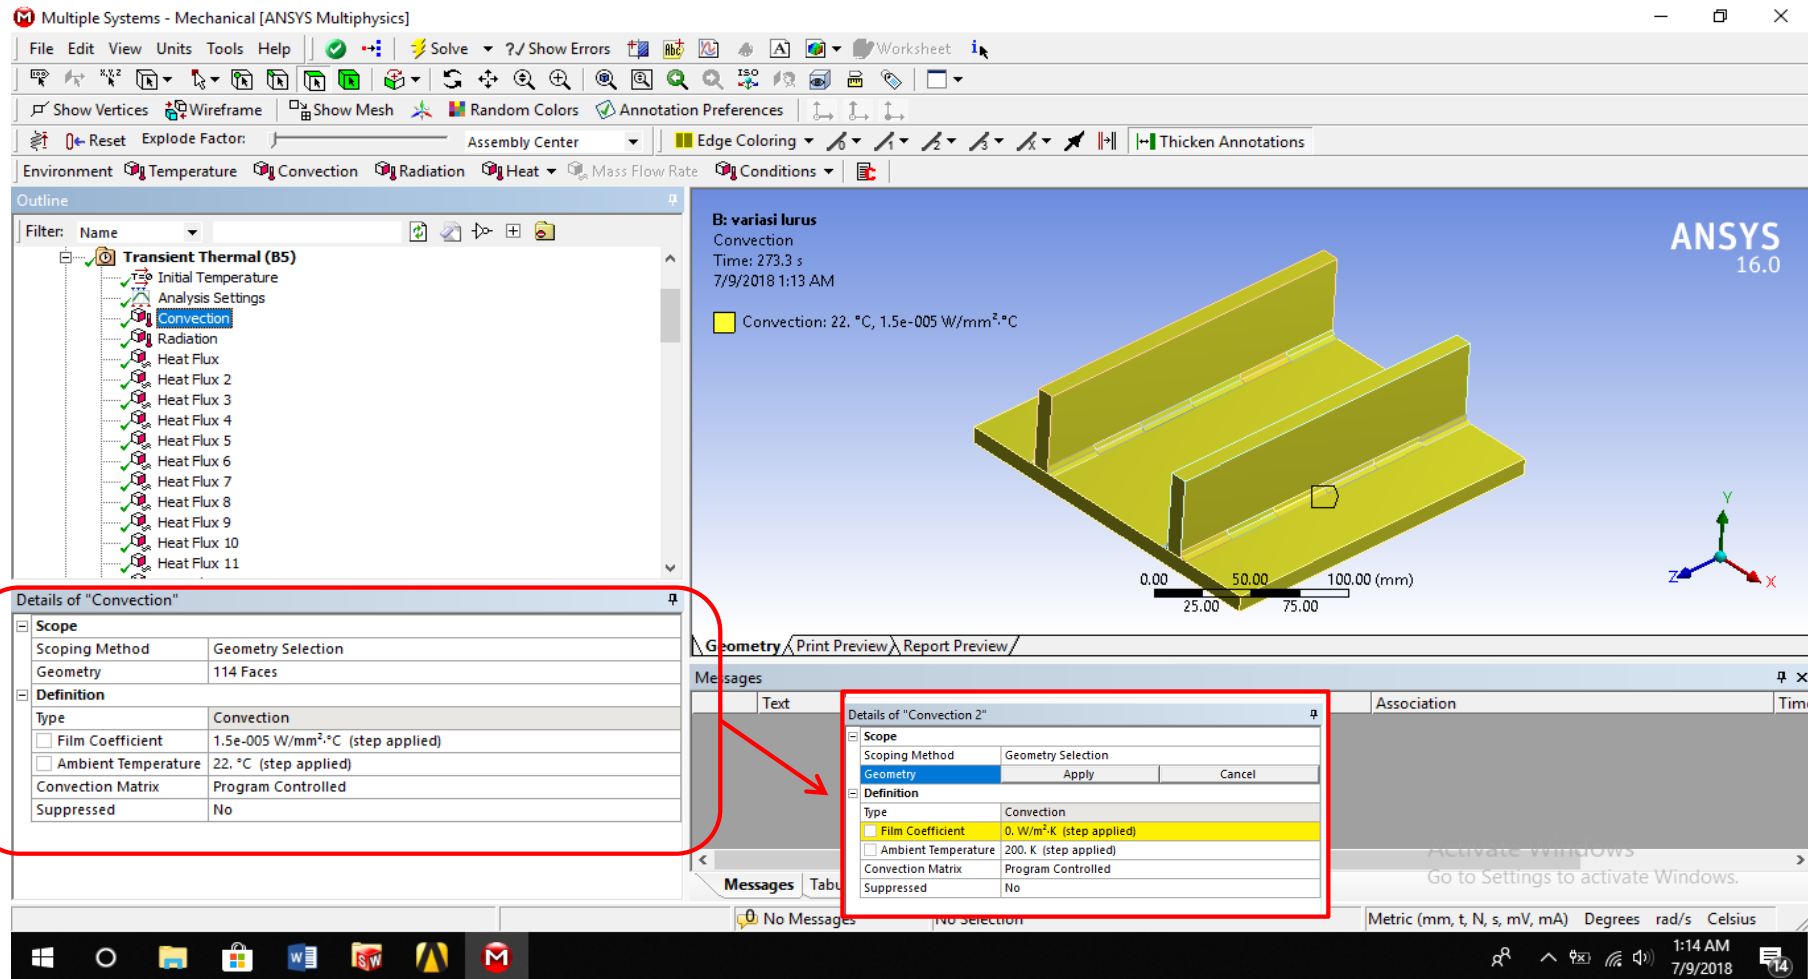 Multiple Systems - Mechanical [ANSYS Multiphysics]
File Edit View Units Tools Help Solve ?/ Show Errors Worksheet
ISO
Show Vertices Wireframe Show Mesh Random Colors Annotation Preferences
Reset Explode Factor: Assembly Center Edge Coloring Thicken Annotations
Environment Temperature Convection Radiation Heat Mass Flow Rate Conditions
Outline
Filter: Name
Transient Thermal (B5)
Initial Temperature
Analysis Settings
Convection
Radiation
Heat Flux
Heat Flux 2
Heat Flux 3
Heat Flux 4
Heat Flux 5
Heat Flux 6
Heat Flux 7
Heat Flux 8
Heat Flux 9
Heat Flux 10
Heat Flux 11
Details of "Convection"
Scope
Scoping Method Geometry Selection
Geometry 114 Faces
Definition
Type Convection
Film Coefficient 1.5e-005 W/mm²·°C (step applied)
Ambient Temperature 22. °C (step applied)
Convection Matrix Program Controlled
Suppressed No
B: variasi lurus
Convection
Time: 273.3 s
7/9/2018 1:13 AM
Convection: 22. °C, 1.5e-005 W/mm²·°C
ANSYS
16.0
Y
Z
X
0.00 50.00 100.00 (mm)
25.00 75.00
Geometry Print Preview Report Preview
Messages
Text Association Time
Details of "Convection 2"
Scope
Scoping Method Geometry Selection
Geometry Apply Cancel
Definition
Type Convection
Film Coefficient 0. W/m²·K (step applied)
Ambient Temperature 200. K (step applied)
Convection Matrix Program Controlled
Suppressed No
Activate Windows
Go to Settings to activate Windows.
Messages Tabu
0 No Messages No Selection Metric (mm, t, N, s, mV, mA) Degrees rad/s Celsius
1:14 AM
7/9/2018
14